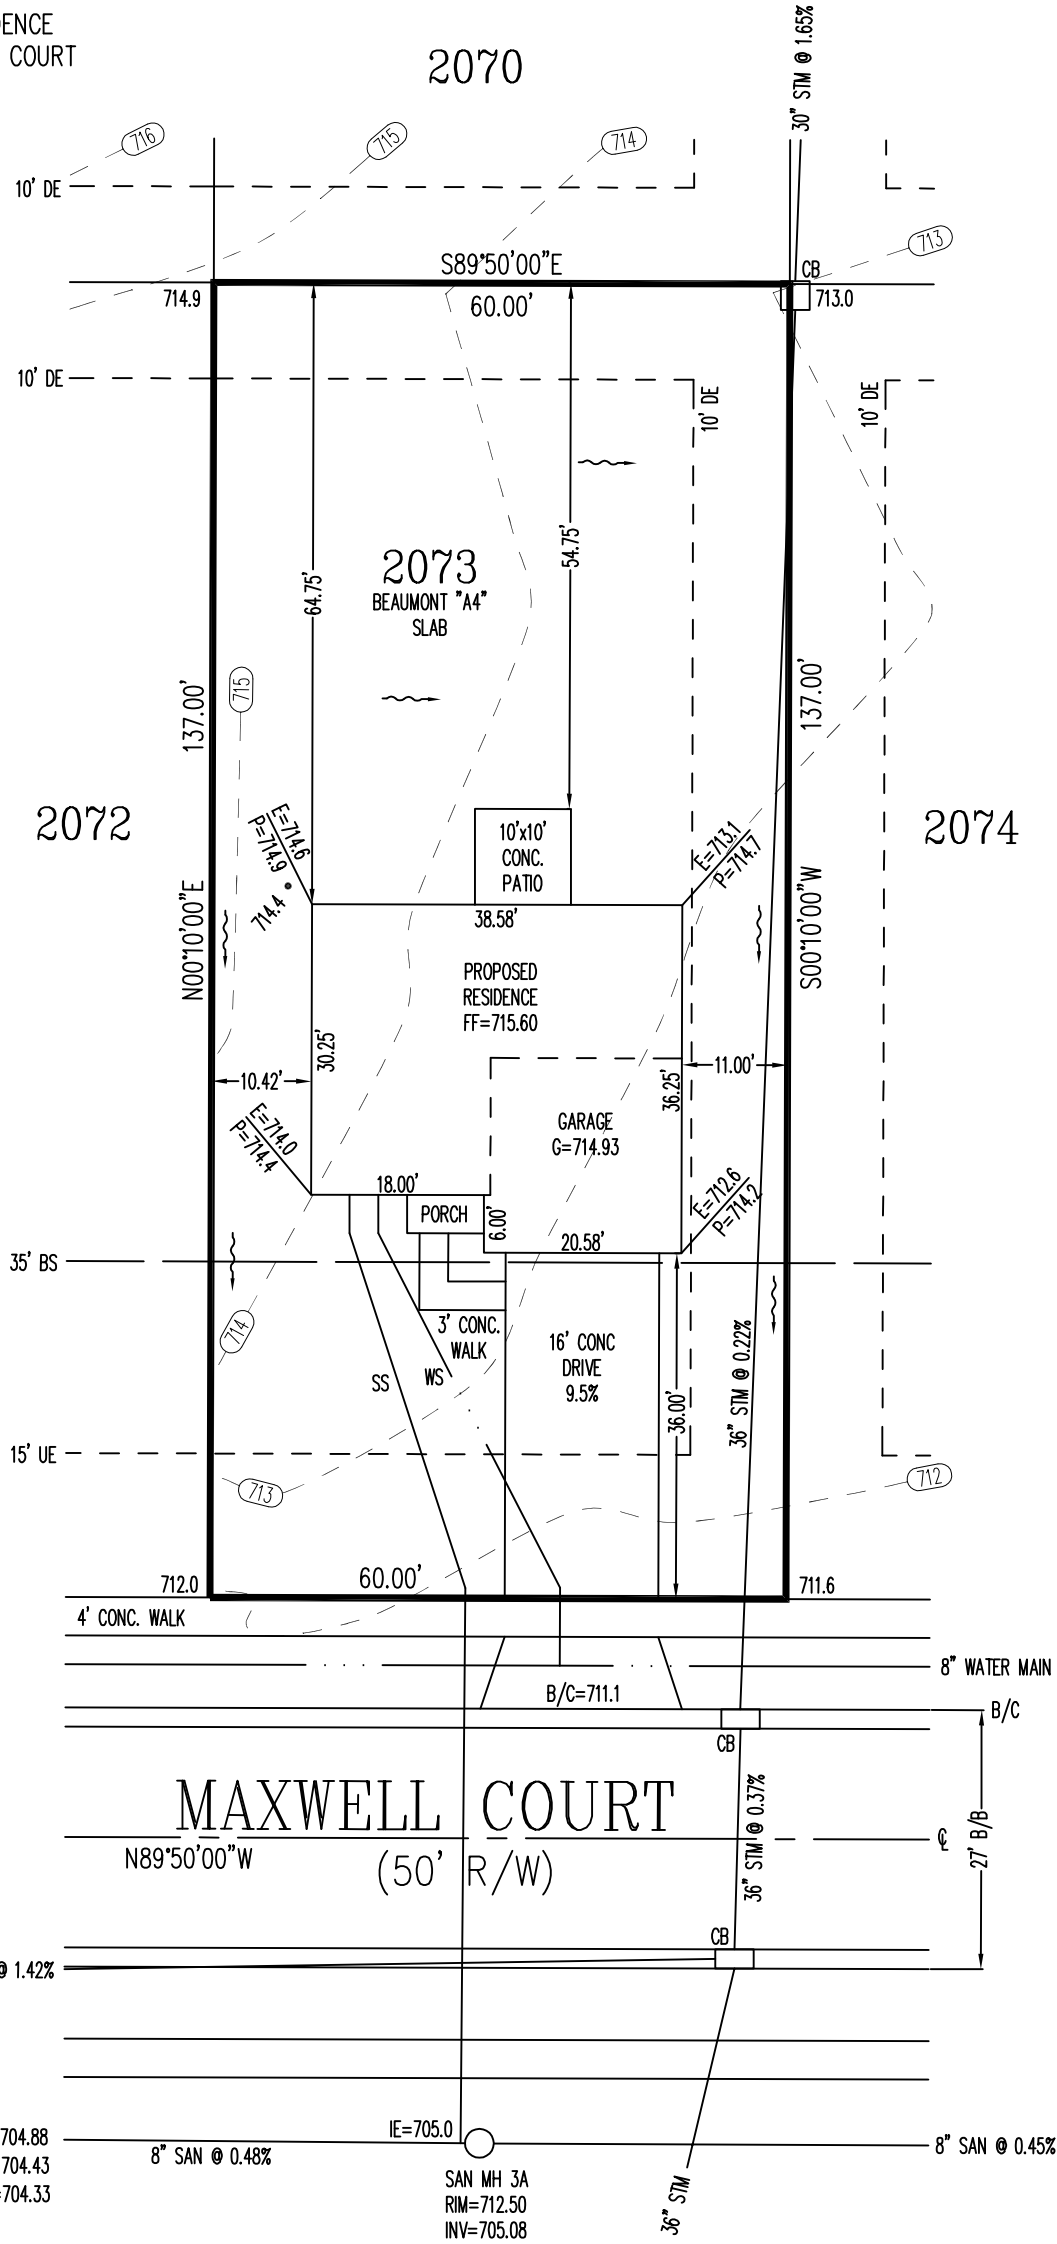 DENCE
COURT
2070
30" STM @ 1.65%
716
715
714
10' DE
713
S89°50'00"E
CB
714.9
60.00'
713.0
10' DE
10' DE
10' DE
54.75'
2073
BEAUMONT "A4"
SLAB
64.75'
715
137.00'
137.00'
2072
2074
E=714.6
P=714.9
714.4
10'x10'
CONC.
PATIO
E=713.1
P=714.7
38.58'
N00°10'00"E
S00°10'00"W
PROPOSED
RESIDENCE
FF=715.60
30.25'
10.42'
11.00'
36.25'
GARAGE
G=714.93
E=714.0
P=714.4
18.00'
PORCH
6.00'
E=712.6
P=714.2
20.58'
35' BS
714
3' CONC.
WALK
16' CONC
DRIVE
9.5%
SS
WS
36.00'
36" STM @ 0.22%
15' UE
713
712
712.0
60.00'
711.6
4' CONC. WALK
8" WATER MAIN
B/C=711.1
B/C
CB
MAXWELL COURT
N89°50'00"W
(50' R/W)
36" STM @ 0.37%
27' B/B
CB
@ 1.42%
704.88
704.43
=704.33
8" SAN @ 0.48%
IE=705.0
8" SAN @ 0.45%
SAN MH 3A
RIM=712.50
INV=705.08
36" STM